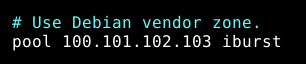 # Use Debian vendor zone.
pool 100.101.102.103 iburst